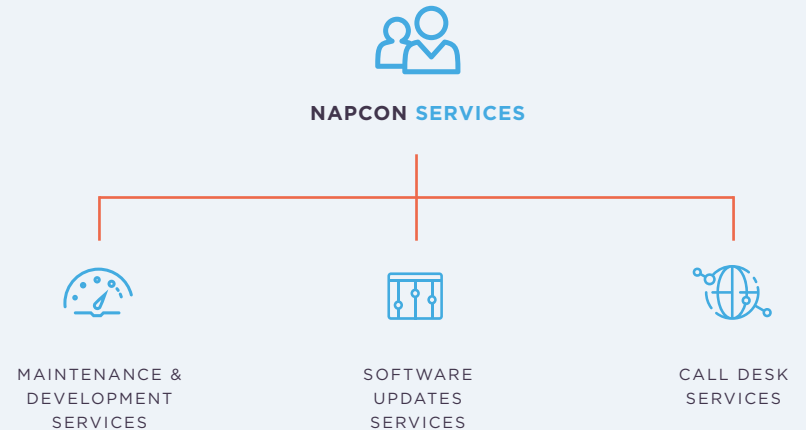 NAPCON SERVICES
MAINTENANCE &
DEVELOPMENT
SERVICES
SOFTWARE
UPDATES
SERVICES
CALL DESK
SERVICES